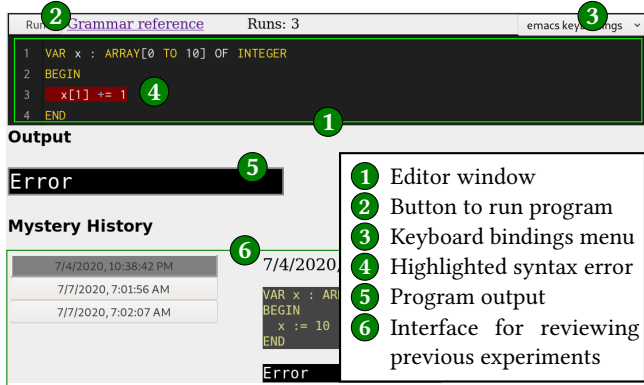 Run 2 Grammar reference Runs: 3 emacs keybindings 3
1 VAR x : ARRAY[0 TO 10] OF INTEGER
2 BEGIN
3 x[1] += 1 4
4 END
1
Output
5
Error
Mystery History
6
7/4/2020, 10:38:42 PM
7/7/2020, 7:01:56 AM
7/7/2020, 7:02:07 AM
7/4/2020,
VAR x : AR
BEGIN
x := 10
END
Error
1 Editor window
2 Button to run program
3 Keyboard bindings menu
4 Highlighted syntax error
5 Program output
6 Interface for reviewing
previous experiments